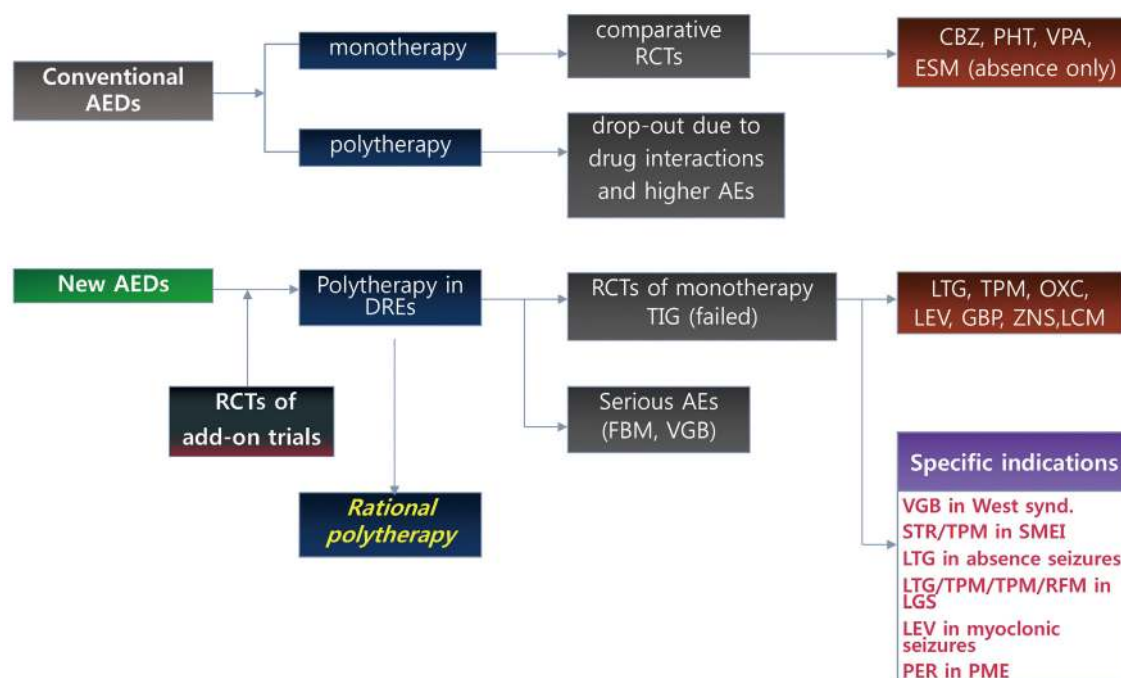 monotherapy
comparative
RCTs
CBZ, PHT, VPA,
ESM (absence only)
Conventional
AEDs
polytherapy
drop-out due to
drug interactions
and higher AEs
New AEDs
Polytherapy in
DREs
RCTs of monotherapy
TIG (failed)
LTG, TPM, OXC,
LEV, GBP, ZNS,LCM
RCTs of
add-on trials
Serious AEs
(FBM, VGB)
Rational
polytherapy
Specific indications
VGB in West synd.
STR/TPM in SMEI
LTG in absence seizures
LTG/TPM/TPM/RFM in
LGS
LEV in myoclonic
seizures
PER in PME